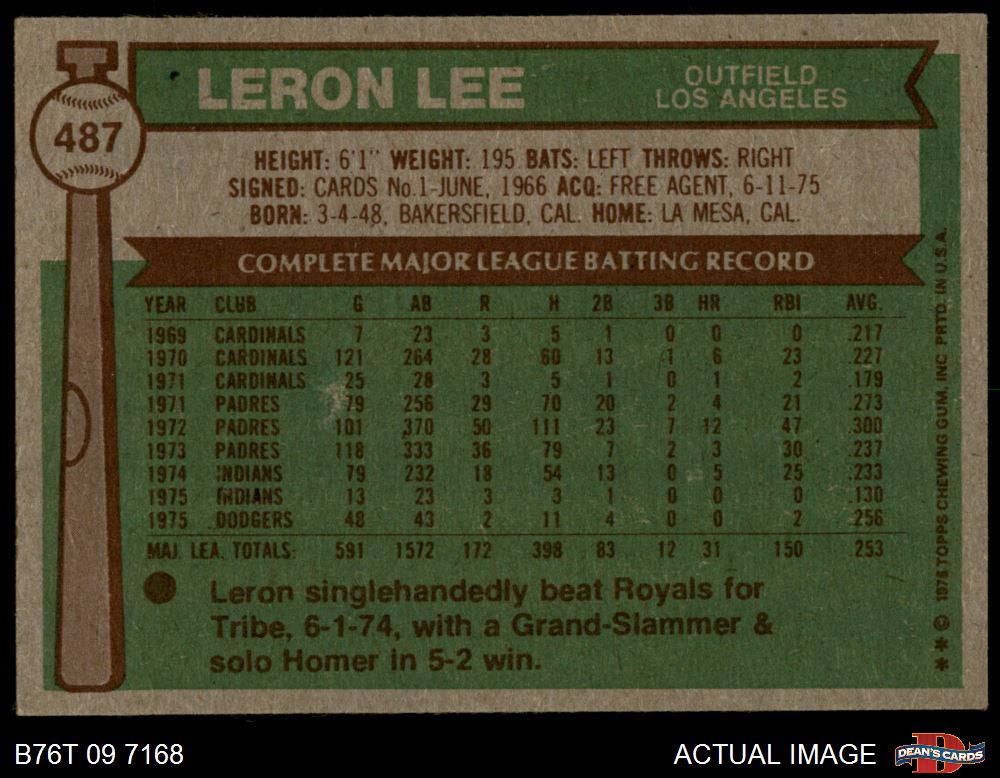 487
LERON LEE
OUTFIELD
LOS ANGELES
HEIGHT: 6'1" WEIGHT: 195 BATS: LEFT THROWS: RIGHT
SIGNED: CARDS No.1-JUNE, 1966 ACQ: FREE AGENT, 6-11-75
BORN: 3-4-48, BAKERSFIELD, CAL. HOME: LA MESA, CAL.
COMPLETE MAJOR LEAGUE BATTING RECORD
YEAR CLUB G AB R H 2B 3B HR RBI AVG.
1969 CARDINALS 7 23 3 5 1 0 0 0 .217
1970 CARDINALS 121 264 28 60 13 1 6 23 .227
1971 CARDINALS 25 28 3 5 1 0 1 2 .179
1971 PADRES 79 256 29 70 20 2 4 21 .273
1972 PADRES 101 370 50 111 23 7 12 47 .300
1973 PADRES 118 333 36 79 7 2 3 30 .237
1974 INDIANS 79 232 18 54 13 0 5 25 .233
1975 INDIANS 13 23 3 3 1 0 0 0 .130
1975 DODGERS 48 43 2 11 4 0 0 2 .256
MAJ. LEA. TOTALS: 591 1572 172 398 83 12 31 150 .253
Leron singlehandedly beat Royals for
Tribe, 6-1-74, with a Grand-Slammer &
solo Homer in 5-2 win.
** © 1976 TOPPS CHEWING GUM, INC. PRTD. IN U.S.A.
B76T 09 7168
ACTUAL IMAGE
DEAN'S CARDS